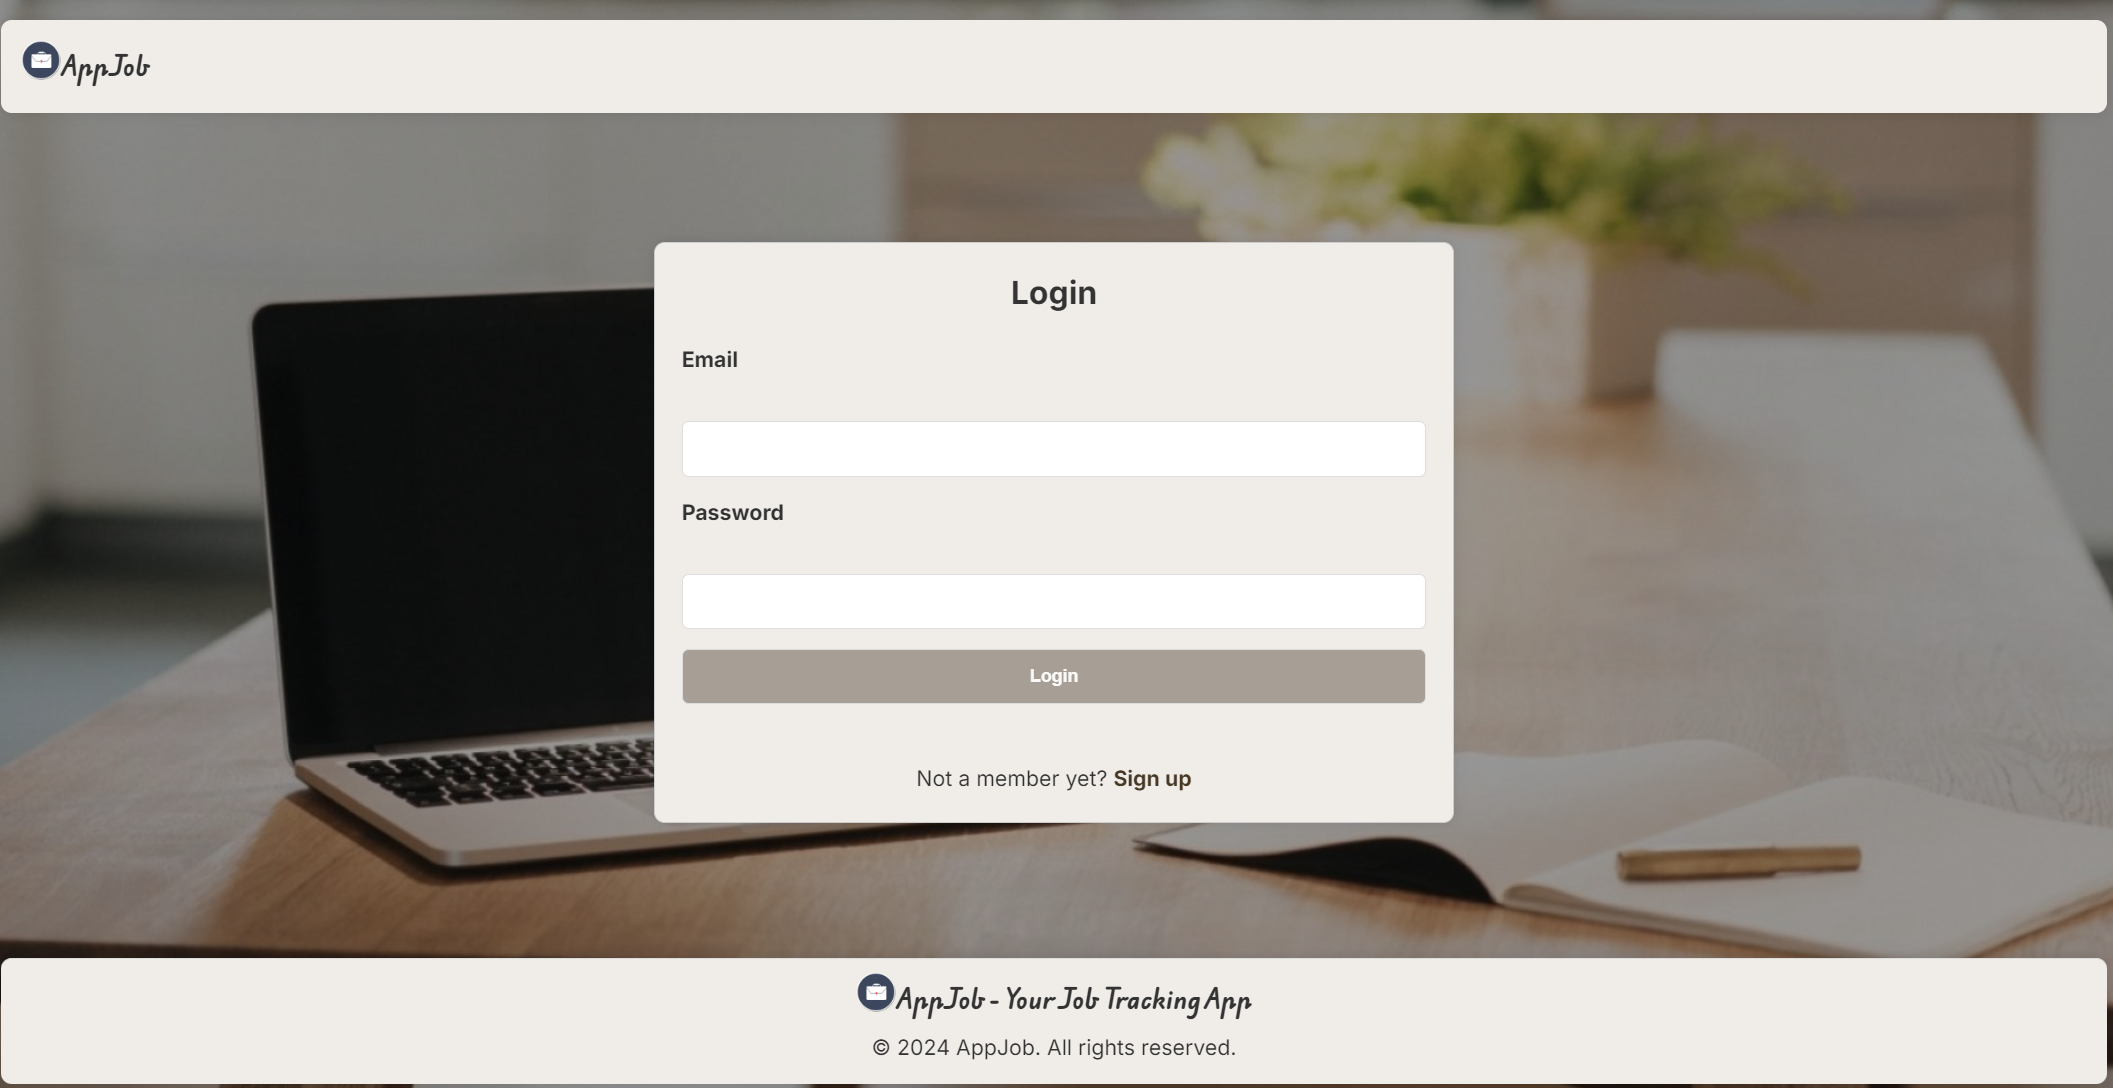 AppJob
Login
Email
Password
Login
Not a member yet? Sign up
AppJob - Your Job Tracking App
© 2024 AppJob. All rights reserved.